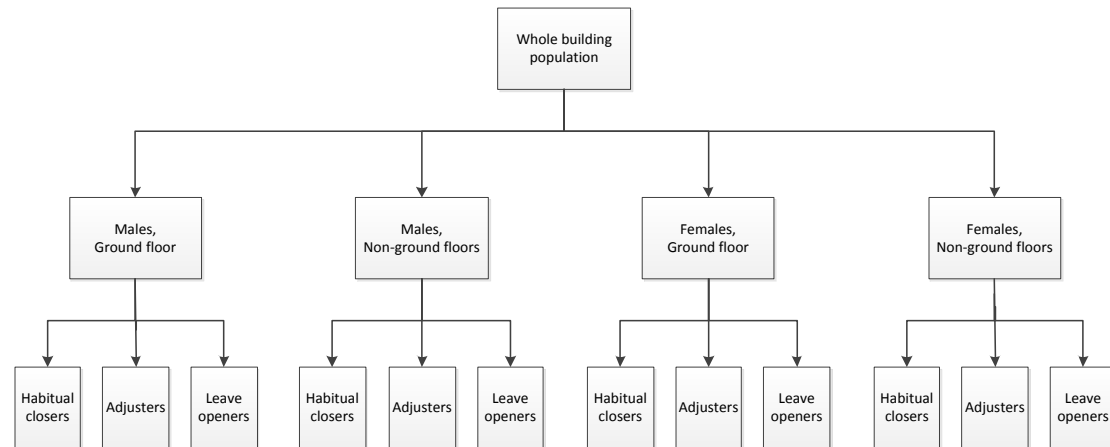 Whole building
population
Males,
Ground floor
Males,
Non-ground floors
Females,
Ground floor
Females,
Non-ground floors
Habitual
closers
Adjusters
Leave
openers
Habitual
closers
Adjusters
Leave
openers
Habitual
closers
Adjusters
Leave
openers
Habitual
closers
Adjusters
Leave
openers